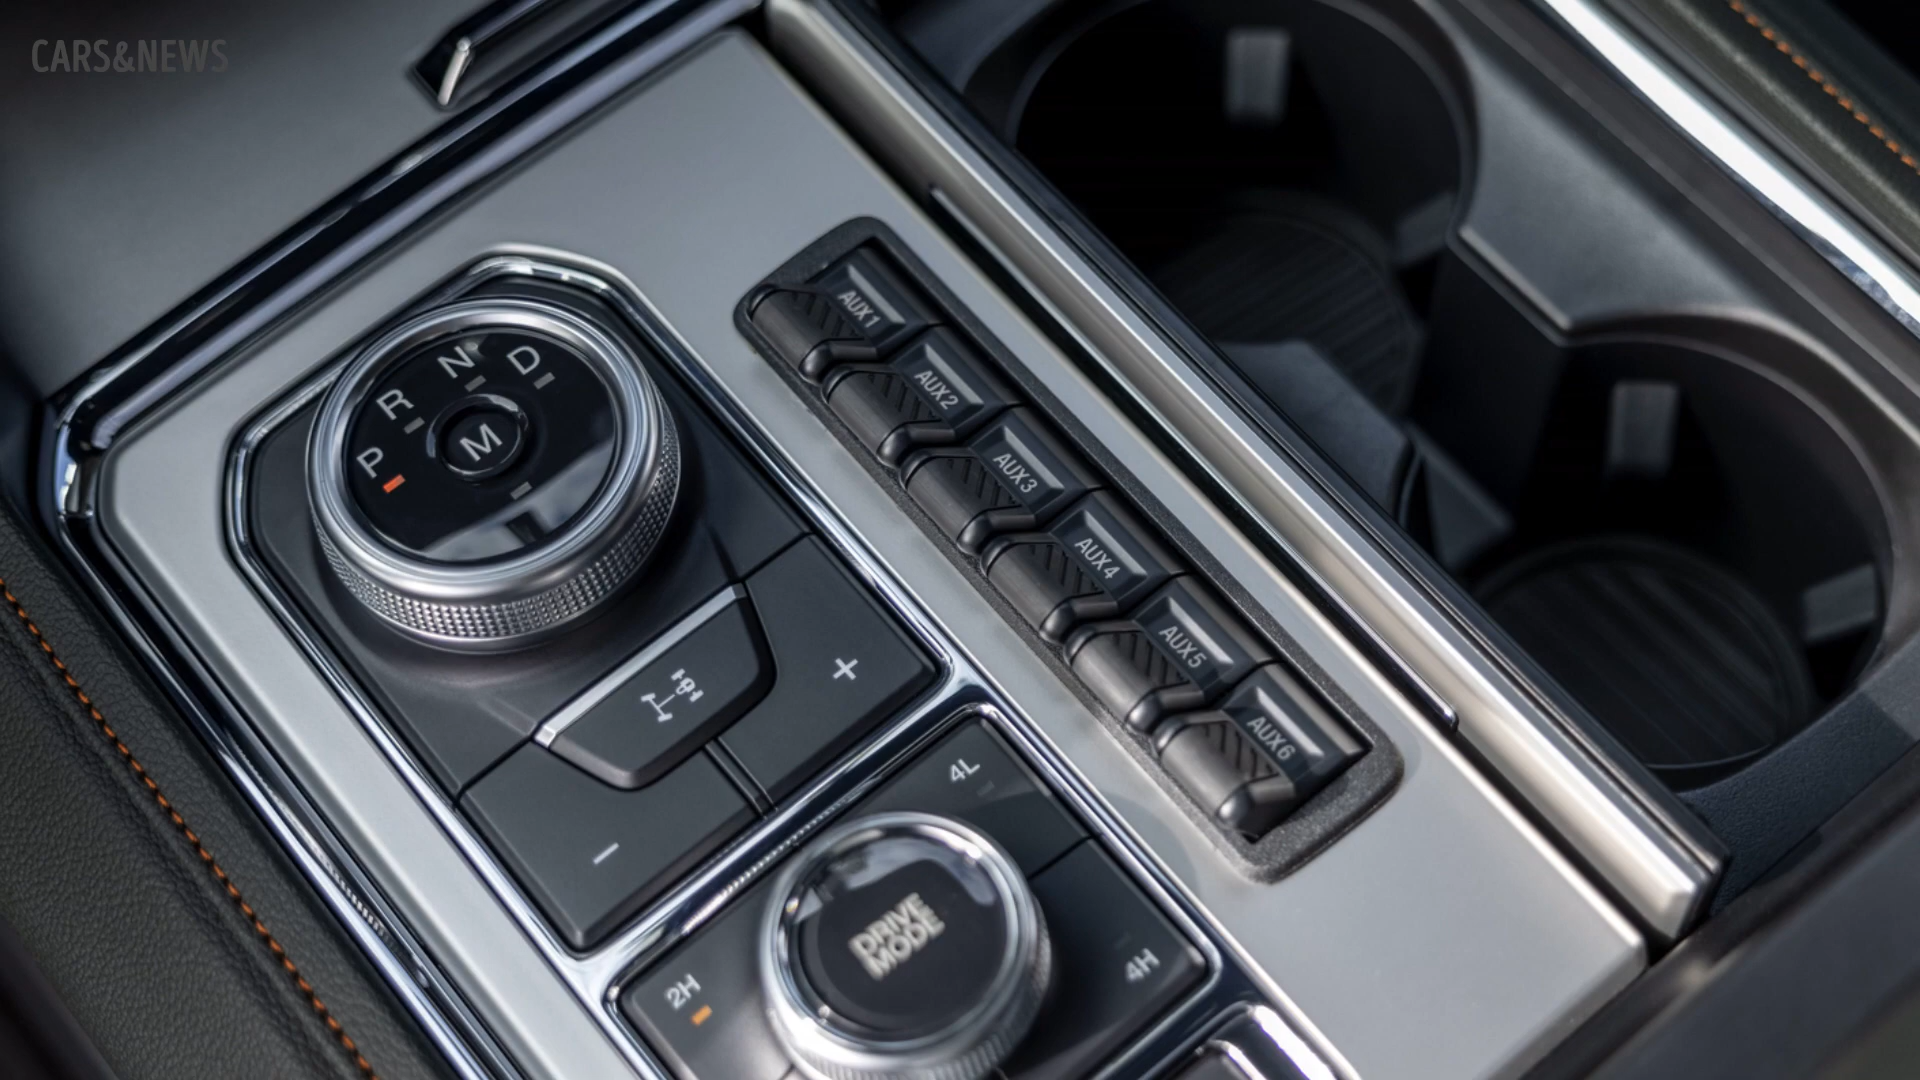 CARS&NEWS
P
R
N
D
M
AUX1
AUX2
AUX3
AUX4
AUX5
AUX6
+
−
4L
DRIVE
MODE
2H
4H